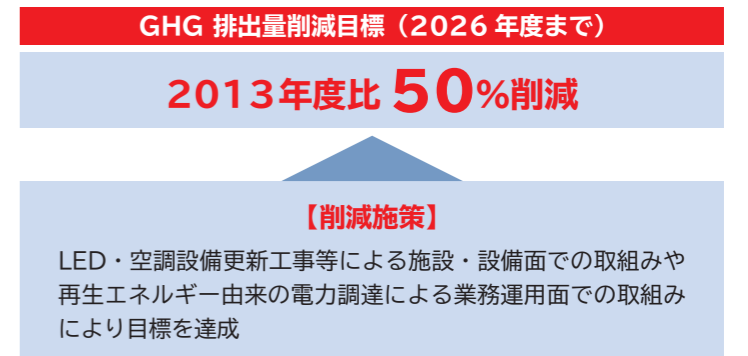 GHG 排出量削減目標（2026 年度まで）
2013年度比 50%削減
【削減施策】
LED・空調設備更新工事等による施設・設備面での取組みや
再生エネルギー由来の電力調達による業務運用面での取組み
により目標を達成